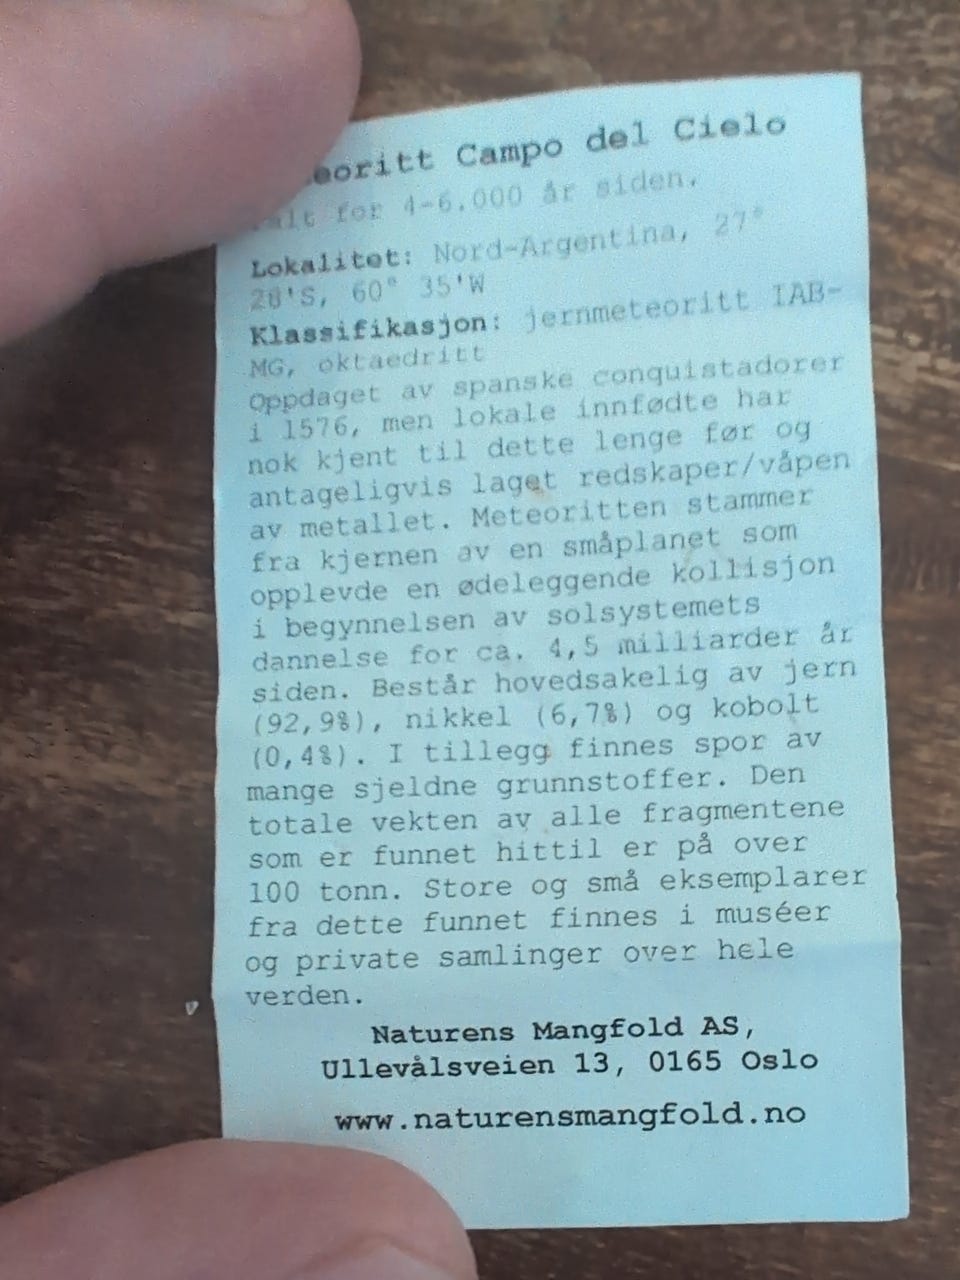 eoritt Campo del Cielo
alt for 4-6.000 år siden.
Lokalitet: Nord-Argentina, 27°
28'S, 60° 35'W
Klassifikasjon: jernmeteoritt IAB-
MG, oktaedritt
Oppdaget av spanske conquistadorer
i 1576, men lokale innfødte har
nok kjent til dette lenge før og
antageligvis laget redskaper/våpen
av metallet. Meteoritten stammer
fra kjernen av en småplanet som
opplevde en ødeleggende kollisjon
i begynnelsen av solsystemets
dannelse for ca. 4,5 milliarder år
siden. Består hovedsakelig av jern
(92,9%), nikkel (6,7%) og kobolt
(0,4%). I tillegg finnes spor av
mange sjeldne grunnstoffer. Den
totale vekten av alle fragmentene
som er funnet hittil er på over
100 tonn. Store og små eksemplarer
fra dette funnet finnes i muséer
og private samlinger over hele
verden.
Naturens Mangfold AS,
Ullevålsveien 13, 0165 Oslo
www.naturensmangfold.no